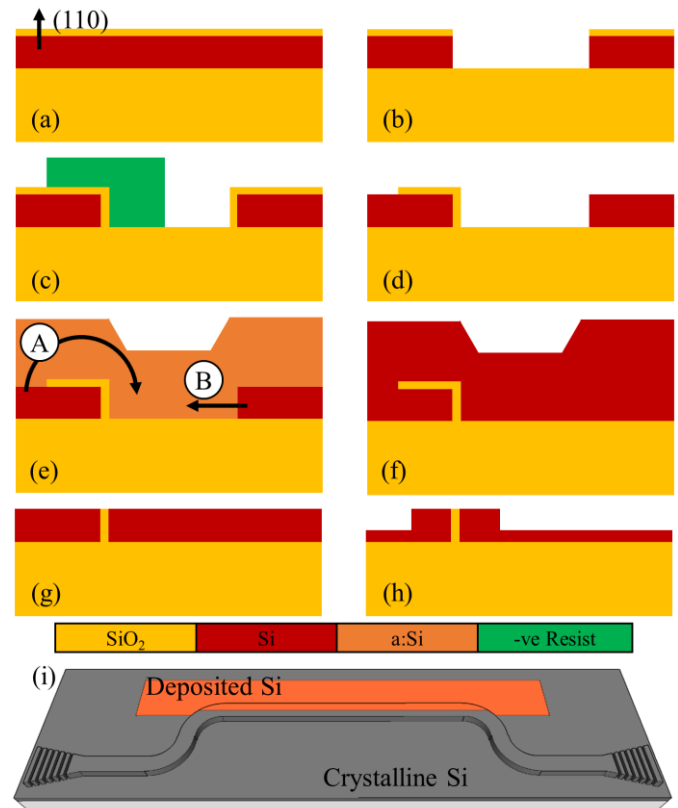 (110)
(a)
(b)
(c)
(d)
A
B
(e)
(f)
(g)
(h)
SiO₂ Si a:Si -ve Resist
(i)
Deposited Si
Crystalline Si